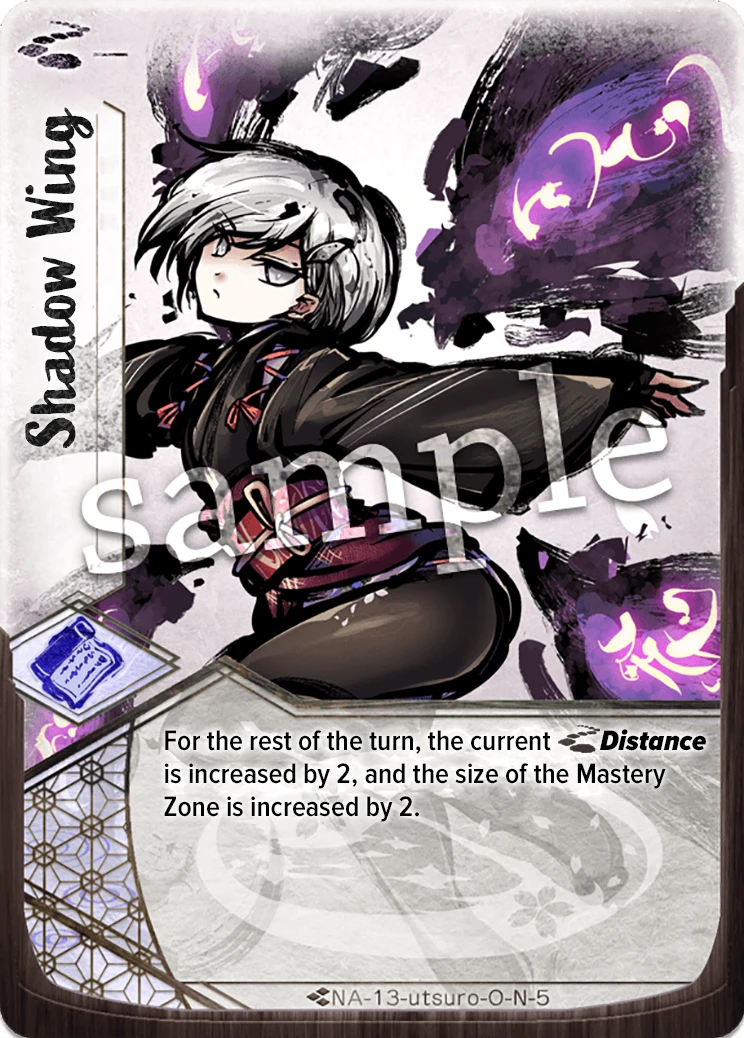 Shadow Wing
sample
For the rest of the turn, the current Distance
is increased by 2, and the size of the Mastery
Zone is increased by 2.
NA-13-utsuro-O-N-5